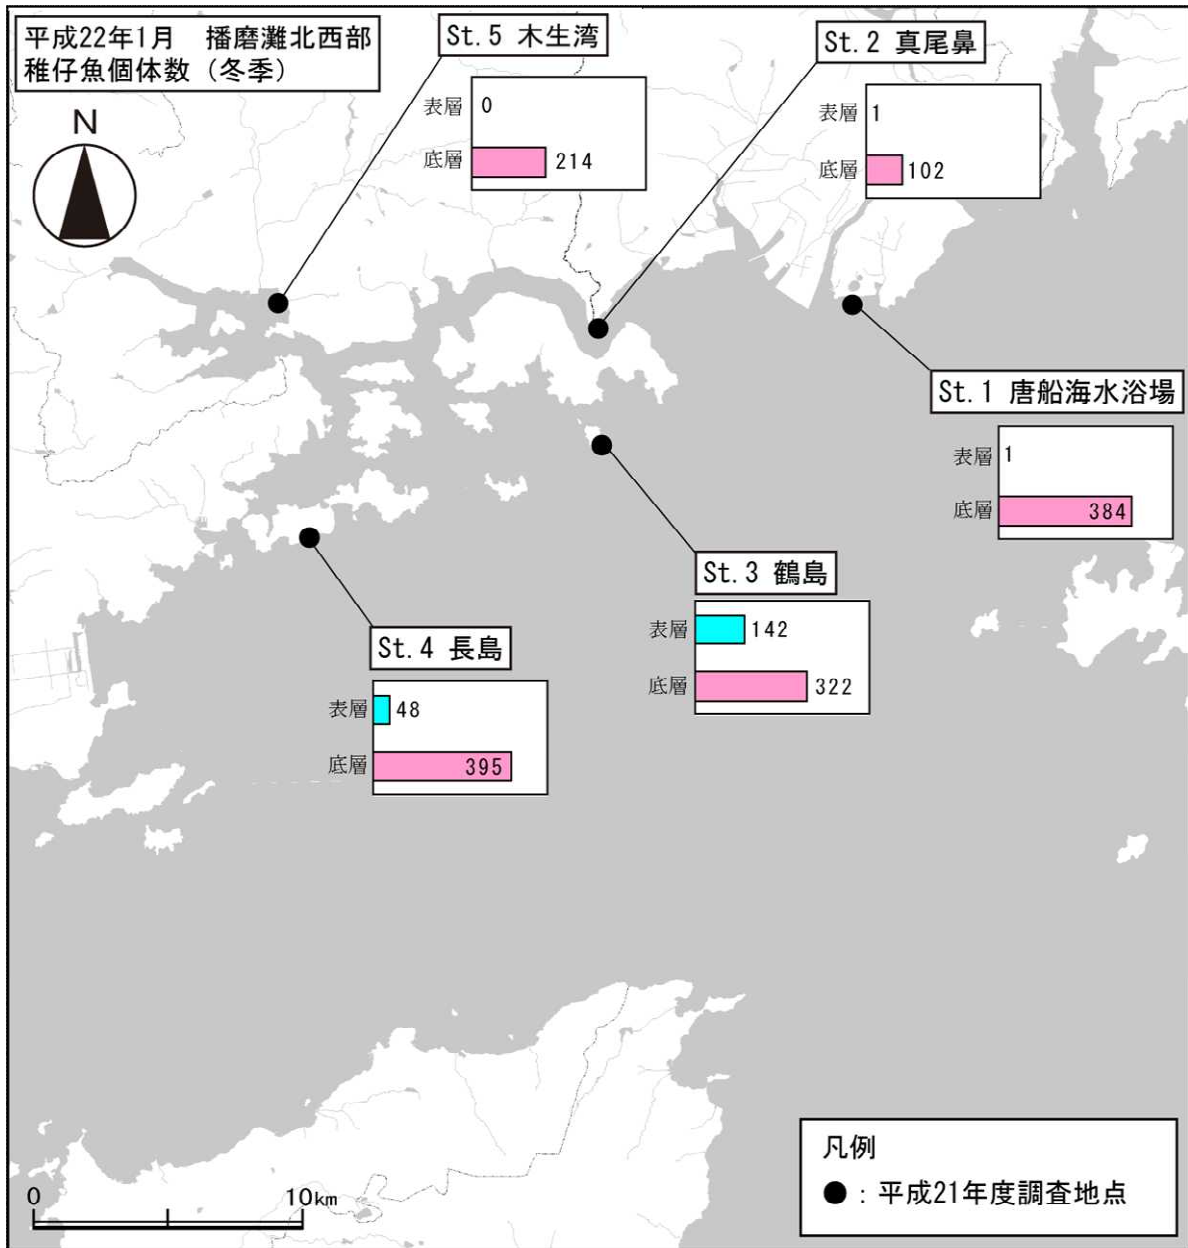 平成22年1月　播磨灘北西部
稚仔魚個体数（冬季）
N
St.5 木生湾
表層 0
底層 214
St.2 真尾鼻
表層 1
底層 102
St.1 唐船海水浴場
表層 1
底層 384
St.3 鶴島
表層 142
底層 322
St.4 長島
表層 48
底層 395
0 10km
凡例
●：平成21年度調査地点